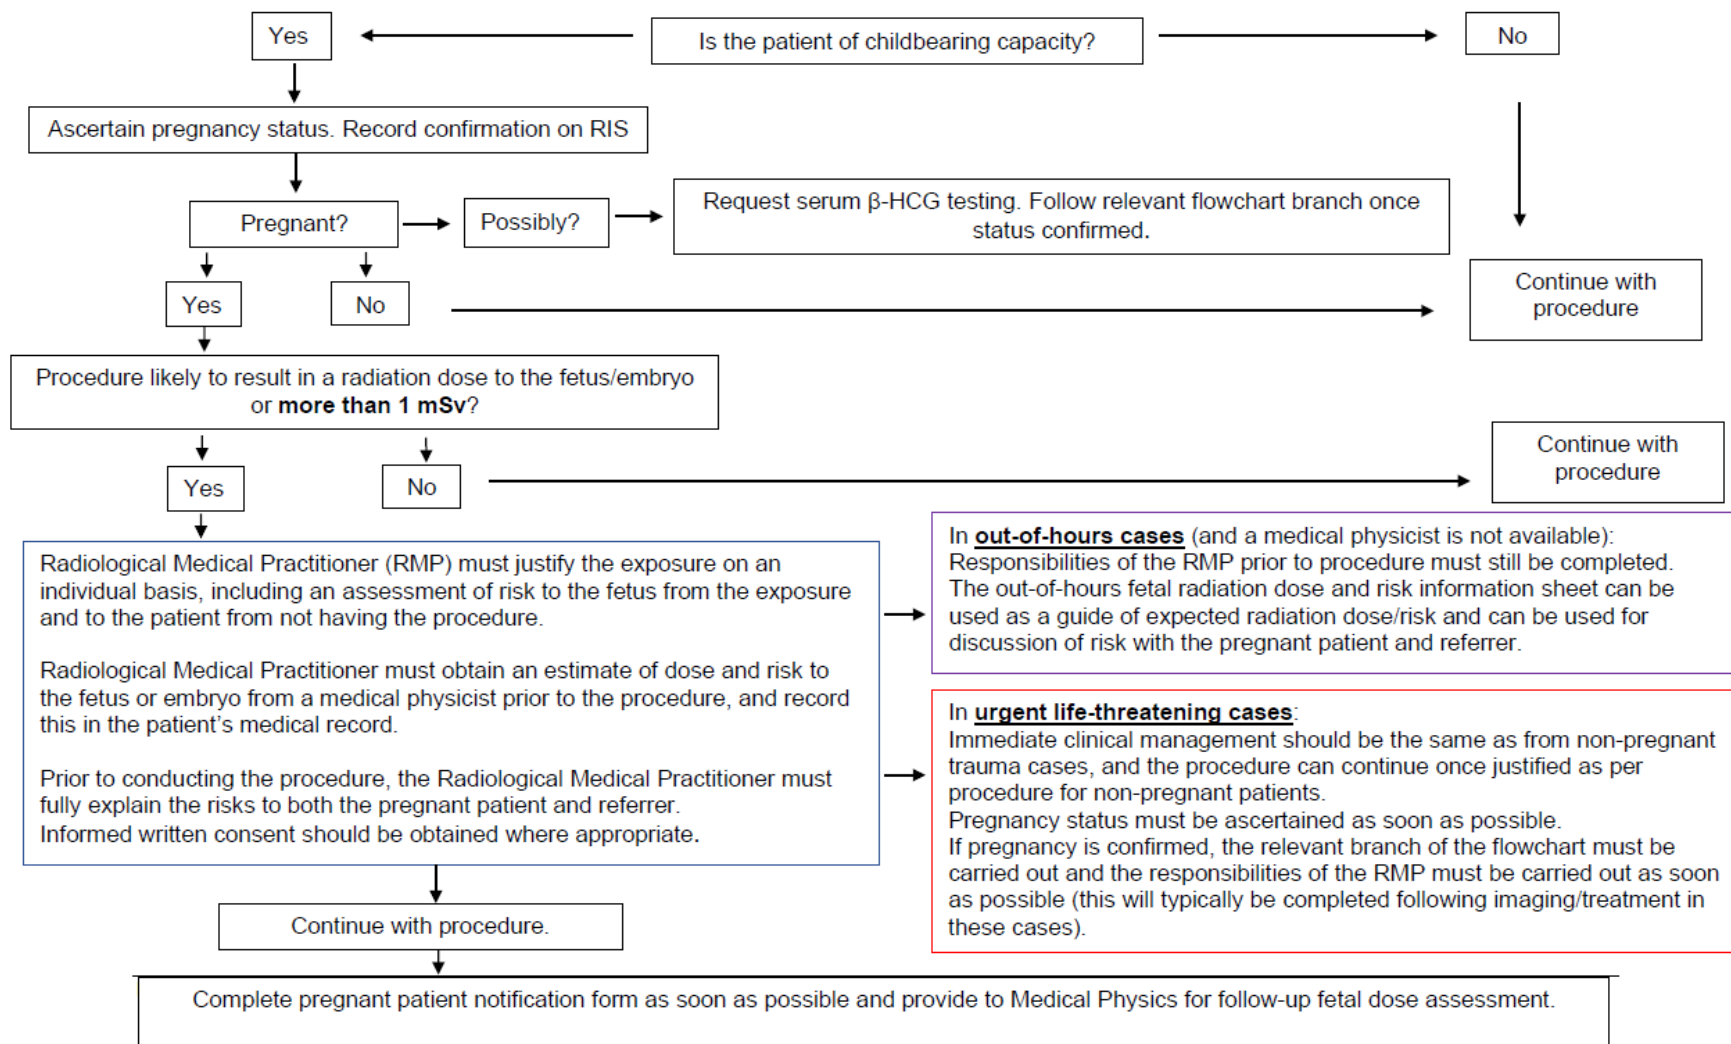 Yes
Is the patient of childbearing capacity?
No
Ascertain pregnancy status. Record confirmation on RIS
Pregnant?
Possibly?
Request serum β-HCG testing. Follow relevant flowchart branch once
status confirmed.
Yes
No
Continue with
procedure
Procedure likely to result in a radiation dose to the fetus/embryo
or more than 1 mSv?
Yes
No
Continue with
procedure
Radiological Medical Practitioner (RMP) must justify the exposure on an
individual basis, including an assessment of risk to the fetus from the exposure
and to the patient from not having the procedure.
Radiological Medical Practitioner must obtain an estimate of dose and risk to
the fetus or embryo from a medical physicist prior to the procedure, and record
this in the patient's medical record.
Prior to conducting the procedure, the Radiological Medical Practitioner must
fully explain the risks to both the pregnant patient and referrer.
Informed written consent should be obtained where appropriate.
In out-of-hours cases (and a medical physicist is not available):
Responsibilities of the RMP prior to procedure must still be completed.
The out-of-hours fetal radiation dose and risk information sheet can be
used as a guide of expected radiation dose/risk and can be used for
discussion of risk with the pregnant patient and referrer.
In urgent life-threatening cases:
Immediate clinical management should be the same as from non-pregnant
trauma cases, and the procedure can continue once justified as per
procedure for non-pregnant patients.
Pregnancy status must be ascertained as soon as possible.
If pregnancy is confirmed, the relevant branch of the flowchart must be
carried out and the responsibilities of the RMP must be carried out as soon
as possible (this will typically be completed following imaging/treatment in
these cases).
Continue with procedure.
Complete pregnant patient notification form as soon as possible and provide to Medical Physics for follow-up fetal dose assessment.